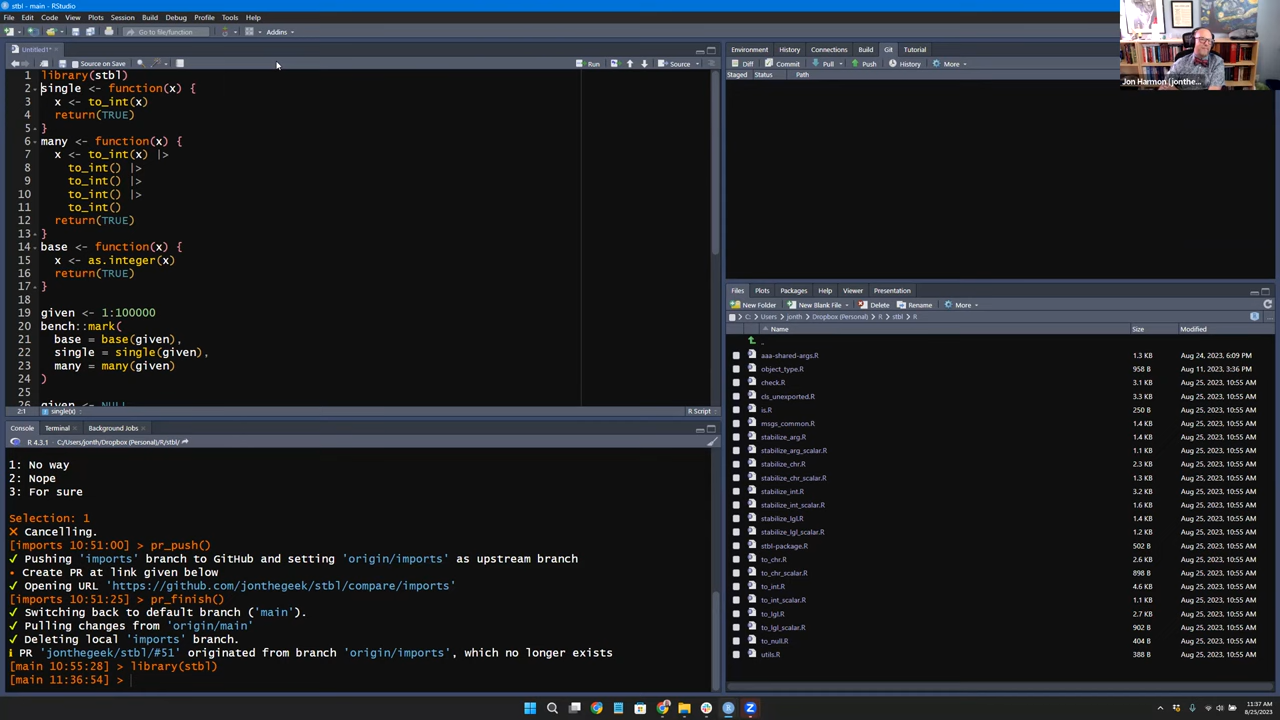 stbl - main - RStudio
File Edit Code View Plots Session Build Debug Profile Tools Help
Go to file/function Addins
Untitled1*
Source on Save Run Source
1 library(stbl)
2 single <- function(x) {
3 x <- to_int(x)
4 return(TRUE)
5 }
6 many <- function(x) {
7 x <- to_int(x) |>
8 to_int() |>
9 to_int() |>
10 to_int() |>
11 to_int()
12 return(TRUE)
13 }
14 base <- function(x) {
15 x <- as.integer(x)
16 return(TRUE)
17 }
18
19 given <- 1:100000
20 bench::mark(
21 base = base(given),
22 single = single(given),
23 many = many(given)
24 )
25
26 given <- NULL
2:1 single(x) R Script
Console Terminal Background Jobs
R 4.3.1 · C:/Users/jonth/Dropbox (Personal)/R/stbl/
1: No way
2: Nope
3: For sure
Selection: 1
✖ Cancelling.
[imports 10:51:00] > pr_push()
✔ Pushing 'imports' branch to GitHub and setting 'origin/imports' as upstream branch
• Create PR at link given below
✔ Opening URL 'https://github.com/jonthegeek/stbl/compare/imports'
[imports 10:51:25] > pr_finish()
✔ Switching back to default branch ('main').
✔ Pulling changes from 'origin/main'
✔ Deleting local 'imports' branch.
ℹ PR 'jonthegeek/stbl/#51' originated from branch 'origin/imports', which no longer exists
[main 10:55:28] > library(stbl)
[main 11:36:54] >
Environment History Connections Build Git Tutorial
Diff Commit Pull Push History More
Staged Status Path
Jon Harmon (jonthe...
Files Plots Packages Help Viewer Presentation
New Folder New Blank File Delete Rename More
C: Users jonth Dropbox (Personal) R stbl R
Name Size Modified
..
aaa-shared-args.R 1.3 KB Aug 24, 2023, 6:09 PM
object_type.R 958 B Aug 11, 2023, 3:36 PM
check.R 3.1 KB Aug 25, 2023, 10:55 AM
cls_unexported.R 3.3 KB Aug 25, 2023, 10:55 AM
is.R 250 B Aug 25, 2023, 10:55 AM
msgs_common.R 1.4 KB Aug 25, 2023, 10:55 AM
stabilize_arg.R 1.4 KB Aug 25, 2023, 10:55 AM
stabilize_arg_scalar.R 1.1 KB Aug 25, 2023, 10:55 AM
stabilize_chr.R 2.3 KB Aug 25, 2023, 10:55 AM
stabilize_chr_scalar.R 1.3 KB Aug 25, 2023, 10:55 AM
stabilize_int.R 3.2 KB Aug 25, 2023, 10:55 AM
stabilize_int_scalar.R 1.6 KB Aug 25, 2023, 10:55 AM
stabilize_lgl.R 1.4 KB Aug 25, 2023, 10:55 AM
stabilize_lgl_scalar.R 1.2 KB Aug 25, 2023, 10:55 AM
stbl-package.R 502 B Aug 25, 2023, 10:55 AM
to_chr.R 2.6 KB Aug 25, 2023, 10:55 AM
to_chr_scalar.R 898 B Aug 25, 2023, 10:55 AM
to_int.R 4.6 KB Aug 25, 2023, 10:55 AM
to_int_scalar.R 1.1 KB Aug 25, 2023, 10:55 AM
to_lgl.R 2.7 KB Aug 25, 2023, 10:55 AM
to_lgl_scalar.R 902 B Aug 25, 2023, 10:55 AM
to_null.R 404 B Aug 25, 2023, 10:55 AM
utils.R 388 B Aug 25, 2023, 10:55 AM
11:37 AM
8/25/2023